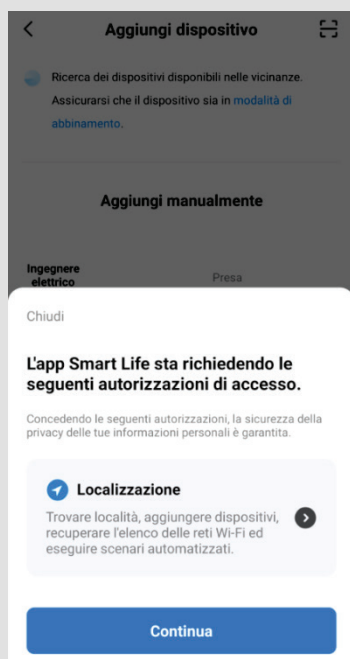 Aggiungi dispositivo
Ricerca dei dispositivi disponibili nelle vicinanze.
Assicurarsi che il dispositivo sia in modalità di
abbinamento.
Aggiungi manualmente
Ingegnere
elettrico
Presa
Chiudi
L'app Smart Life sta richiedendo le
seguenti autorizzazioni di accesso.
Concedendo le seguenti autorizzazioni, la sicurezza della
privacy delle tue informazioni personali è garantita.
Localizzazione
Trovare località, aggiungere dispositivi,
recuperare l'elenco delle reti Wi-Fi ed
eseguire scenari automatizzati.
Continua